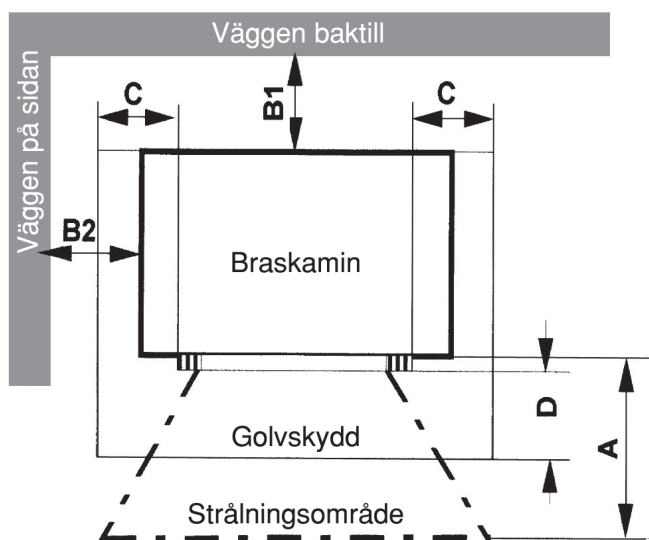 Väggen baktill
Väggen på sidan
C
B1
C
B2
Braskamin
D
A
Golvskydd
Strålningsområde